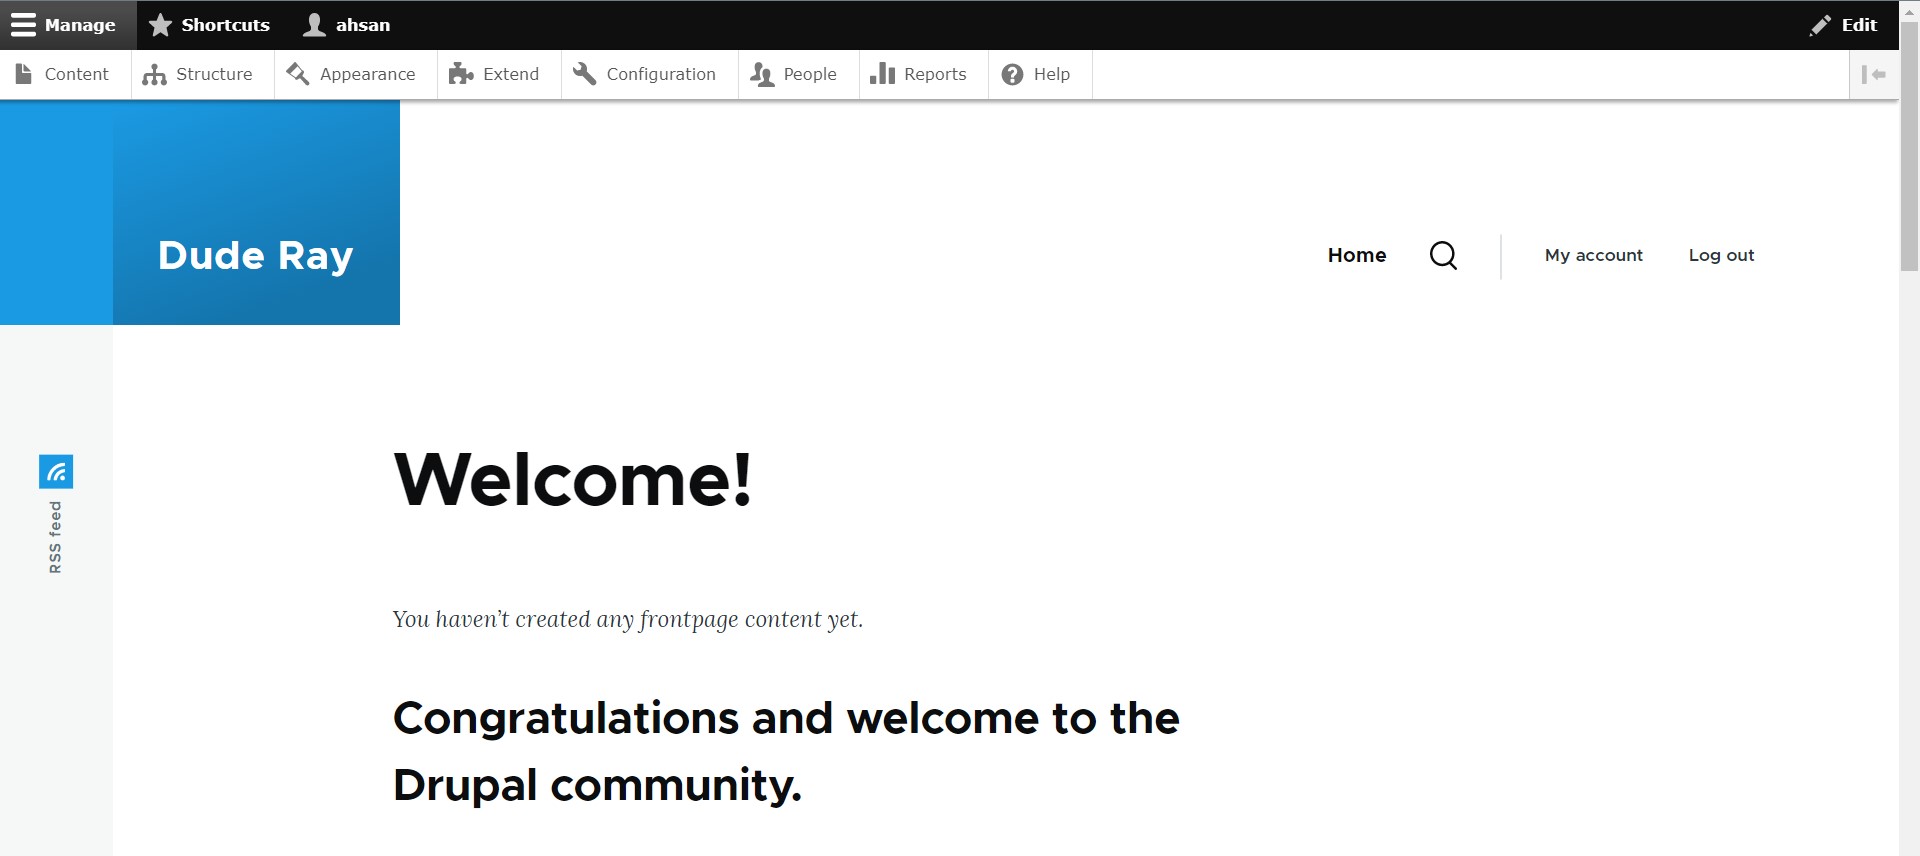 Manage Shortcuts ahsan Edit
Content Structure Appearance Extend Configuration People Reports Help
Dude Ray
Home My account Log out
Welcome!
RSS feed
You haven’t created any frontpage content yet.
Congratulations and welcome to the
Drupal community.